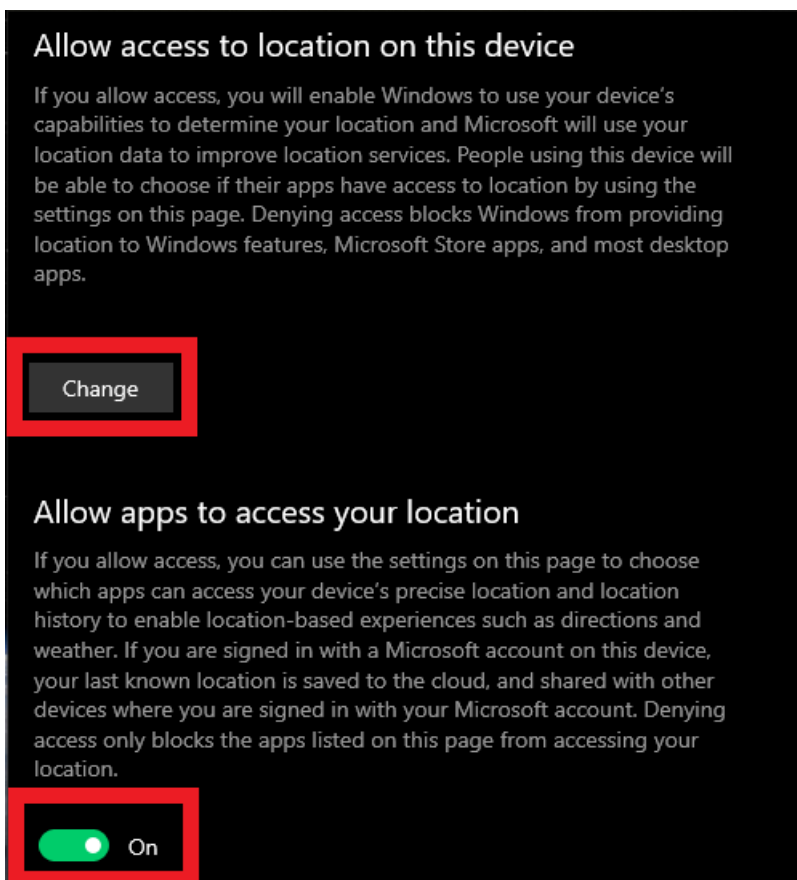 Allow access to location on this device
If you allow access, you will enable Windows to use your device's
capabilities to determine your location and Microsoft will use your
location data to improve location services. People using this device will
be able to choose if their apps have access to location by using the
settings on this page. Denying access blocks Windows from providing
location to Windows features, Microsoft Store apps, and most desktop
apps.
Change
Allow apps to access your location
If you allow access, you can use the settings on this page to choose
which apps can access your device's precise location and location
history to enable location-based experiences such as directions and
weather. If you are signed in with a Microsoft account on this device,
your last known location is saved to the cloud, and shared with other
devices where you are signed in with your Microsoft account. Denying
access only blocks the apps listed on this page from accessing your
location.
On